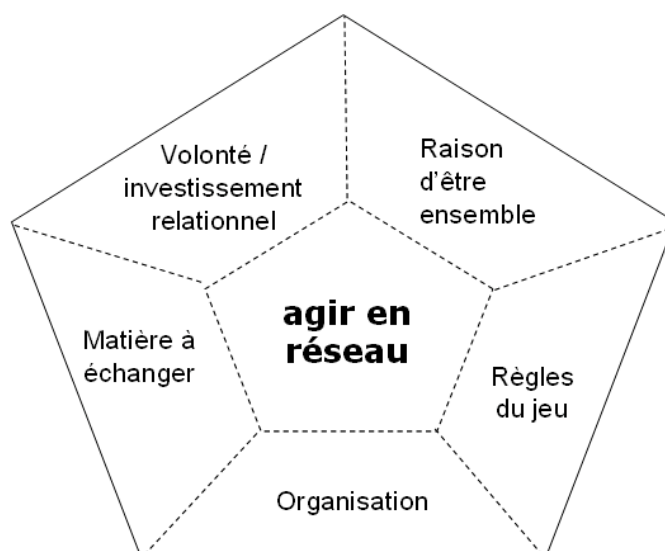 Volonté /
investissement
relationnel
Raison
d'être
ensemble
agir en
réseau
Matière à
échanger
Règles
du jeu
Organisation